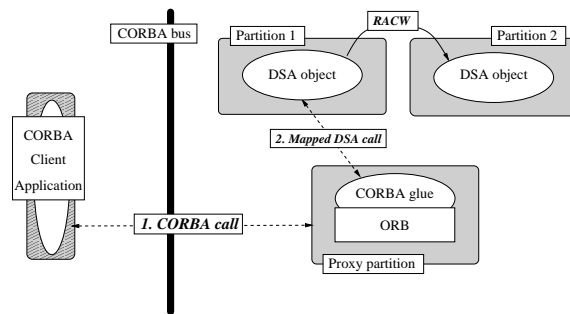 RACW
CORBA bus
Partition 1
Partition 2
DSA object
DSA object
CORBA
Client
Application
2. Mapped DSA call
CORBA glue
1. CORBA call
ORB
Proxy partition